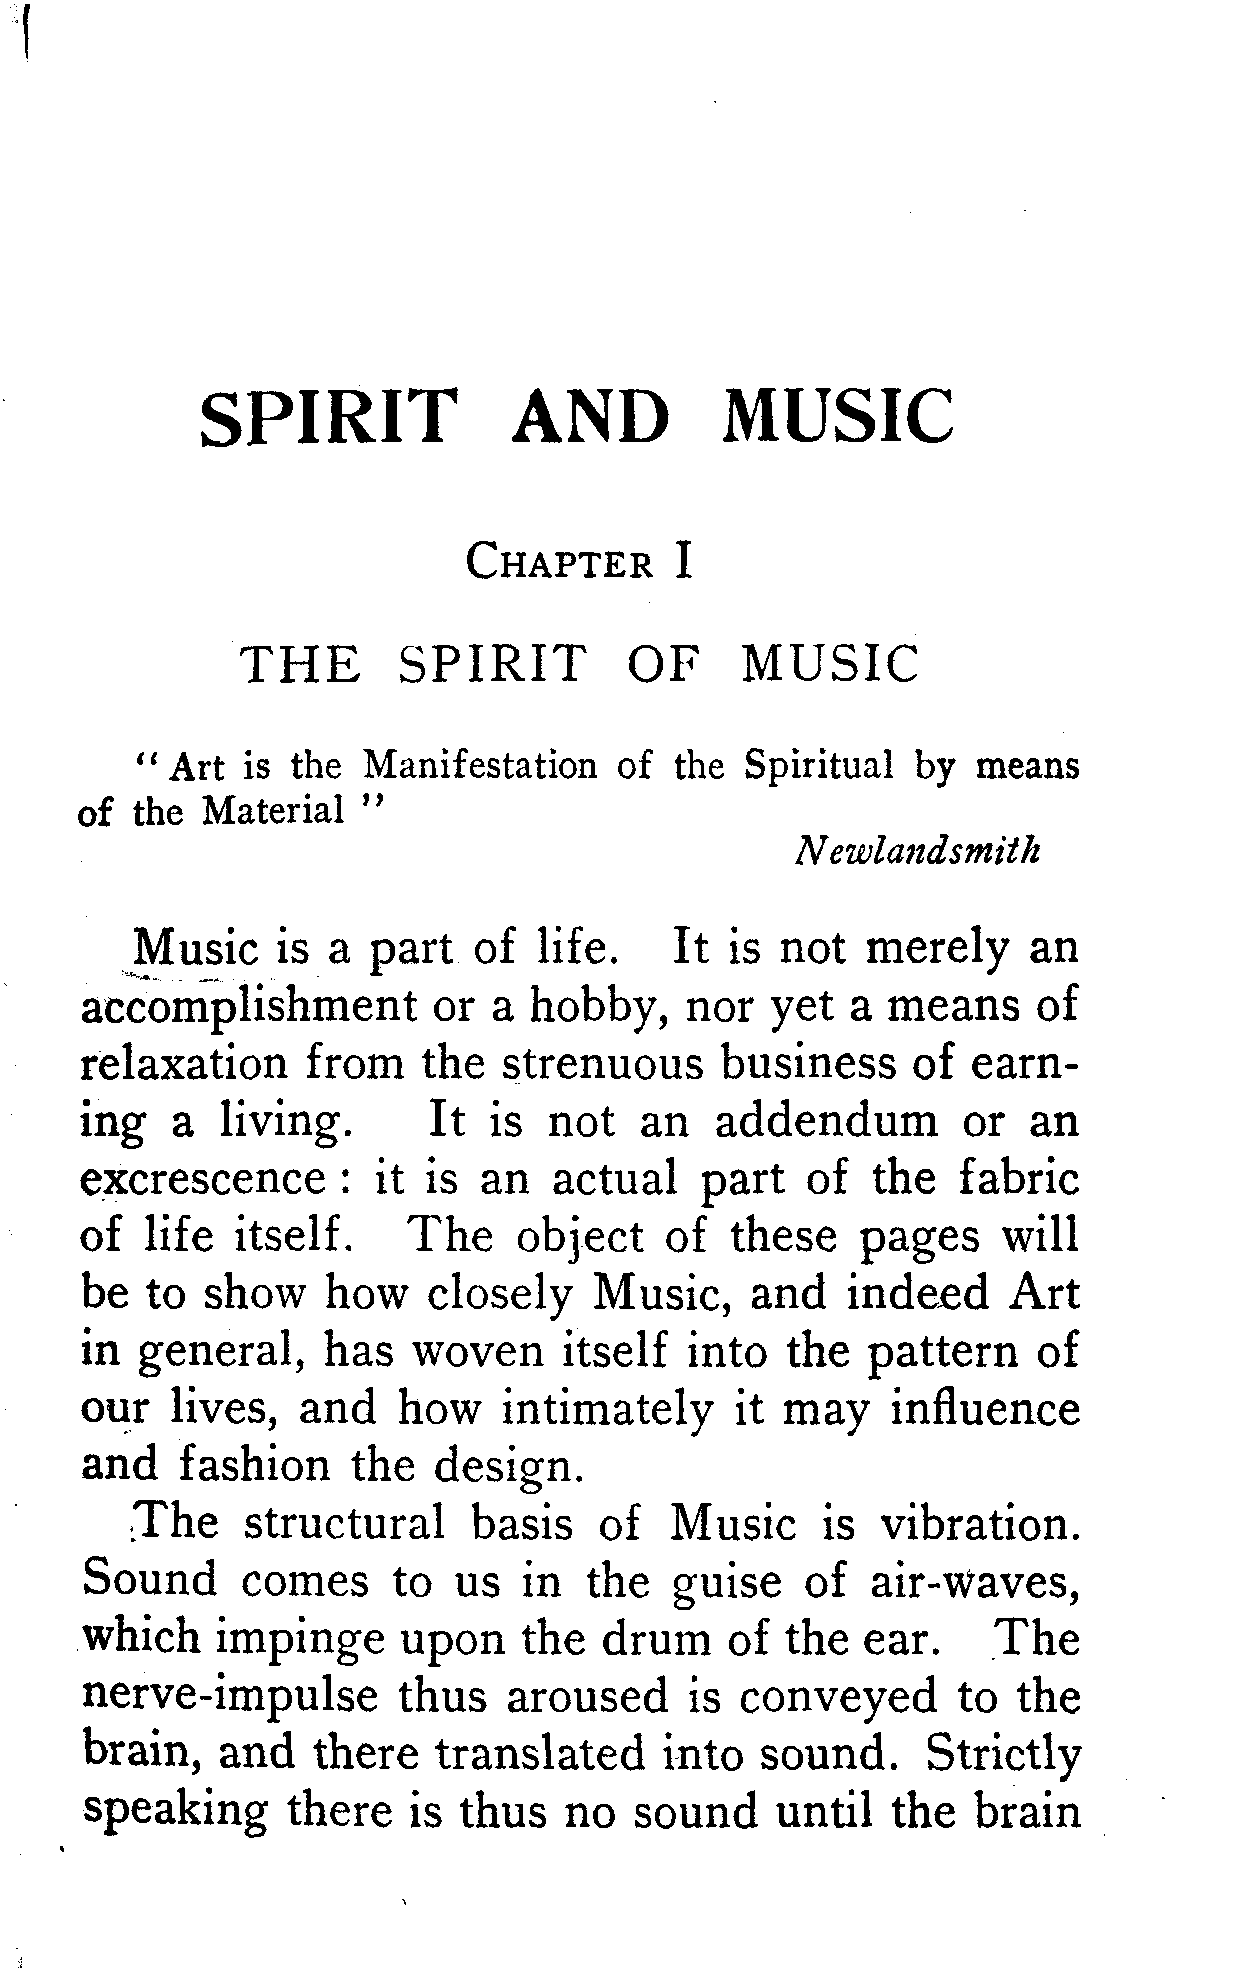 SPIRIT AND MUSIC
CHAPTER I
THE SPIRIT OF MUSIC
" Art is the Manifestation of the Spiritual by means
of the Material "
Newlandsmith
Music is a part of life. It is not merely an
accomplishment or a hobby, nor yet a means of
relaxation from the strenuous business of earn-
ing a living. It is not an addendum or an
excrescence : it is an actual part of the fabric
of life itself. The object of these pages will
be to show how closely Music, and indeed Art
in general, has woven itself into the pattern of
our lives, and how intimately it may influence
and fashion the design.
The structural basis of Music is vibration.
Sound comes to us in the guise of air-waves,
which impinge upon the drum of the ear. The
nerve-impulse thus aroused is conveyed to the
brain, and there translated into sound. Strictly
speaking there is thus no sound until the brain